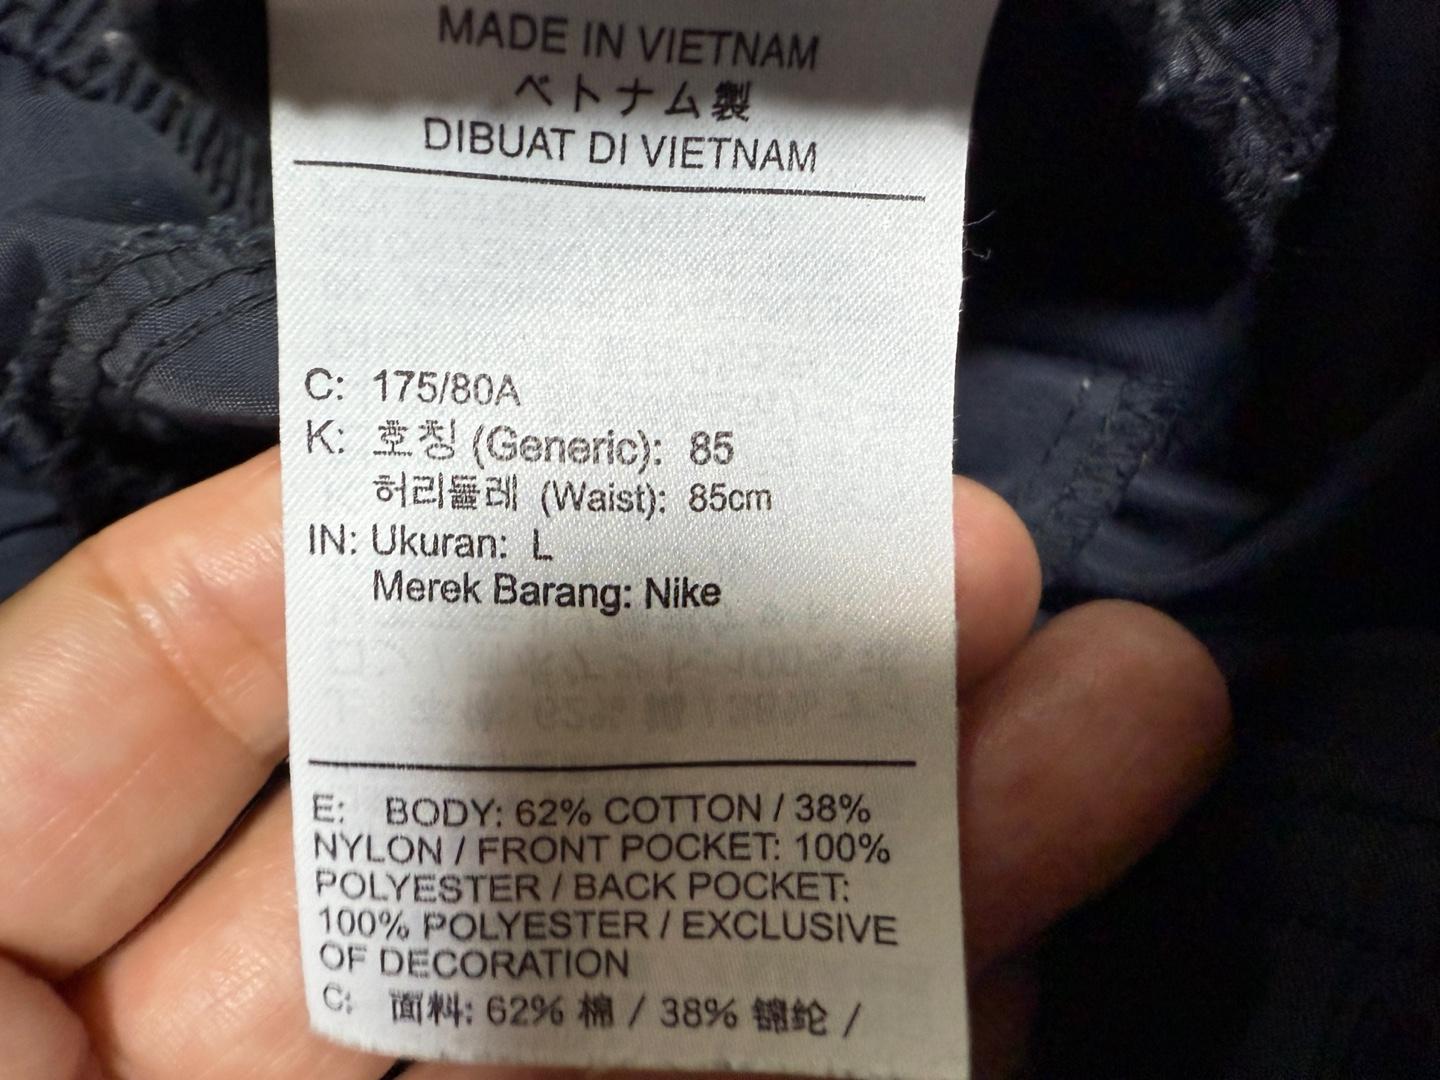 MADE IN VIETNAM
ベトナム製
DIBUAT DI VIETNAM
C: 175/80A
K: 호칭 (Generic): 85
허리둘레 (Waist): 85cm
IN: Ukuran: L
Merek Barang: Nike
E: BODY: 62% COTTON / 38%
NYLON / FRONT POCKET: 100%
POLYESTER / BACK POCKET:
100% POLYESTER / EXCLUSIVE
OF DECORATION
C: 面料: 62% 棉 / 38% 锦纶 /